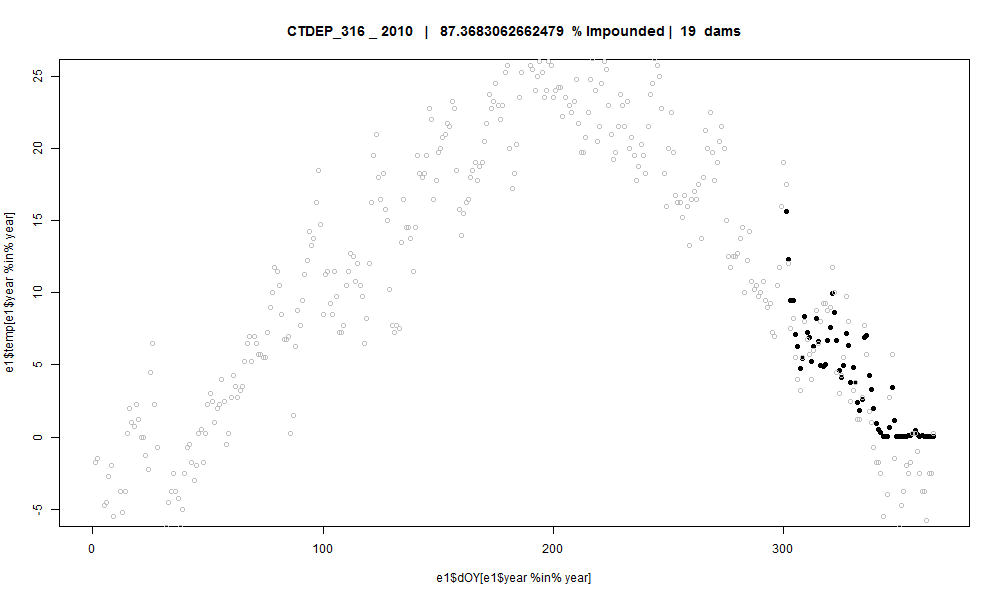 CTDEP_316 _ 2010 | 87.3683062662479 % Impounded | 19 dams
25
20
15
10
5
0
-5
e1$temp[e1$year %in% year]
0 100 200 300
e1$dOY[e1$year %in% year]